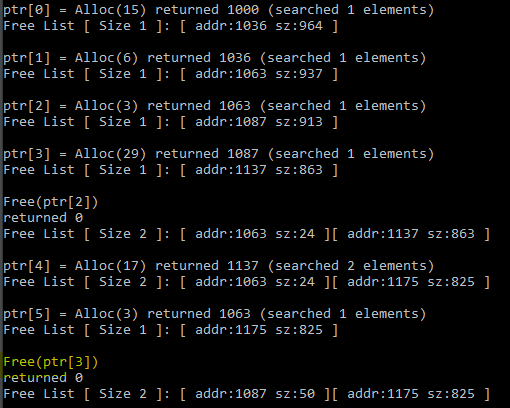 ptr[0] = Alloc(15) returned 1000 (searched 1 elements)
Free List [ Size 1 ]: [ addr:1036 sz:964 ]
ptr[1] = Alloc(6) returned 1036 (searched 1 elements)
Free List [ Size 1 ]: [ addr:1063 sz:937 ]
ptr[2] = Alloc(3) returned 1063 (searched 1 elements)
Free List [ Size 1 ]: [ addr:1087 sz:913 ]
ptr[3] = Alloc(29) returned 1087 (searched 1 elements)
Free List [ Size 1 ]: [ addr:1137 sz:863 ]
Free(ptr[2])
returned 0
Free List [ Size 2 ]: [ addr:1063 sz:24 ][ addr:1137 sz:863 ]
ptr[4] = Alloc(17) returned 1137 (searched 2 elements)
Free List [ Size 2 ]: [ addr:1063 sz:24 ][ addr:1175 sz:825 ]
ptr[5] = Alloc(3) returned 1063 (searched 1 elements)
Free List [ Size 1 ]: [ addr:1175 sz:825 ]
Free(ptr[3])
returned 0
Free List [ Size 2 ]: [ addr:1087 sz:50 ][ addr:1175 sz:825 ]